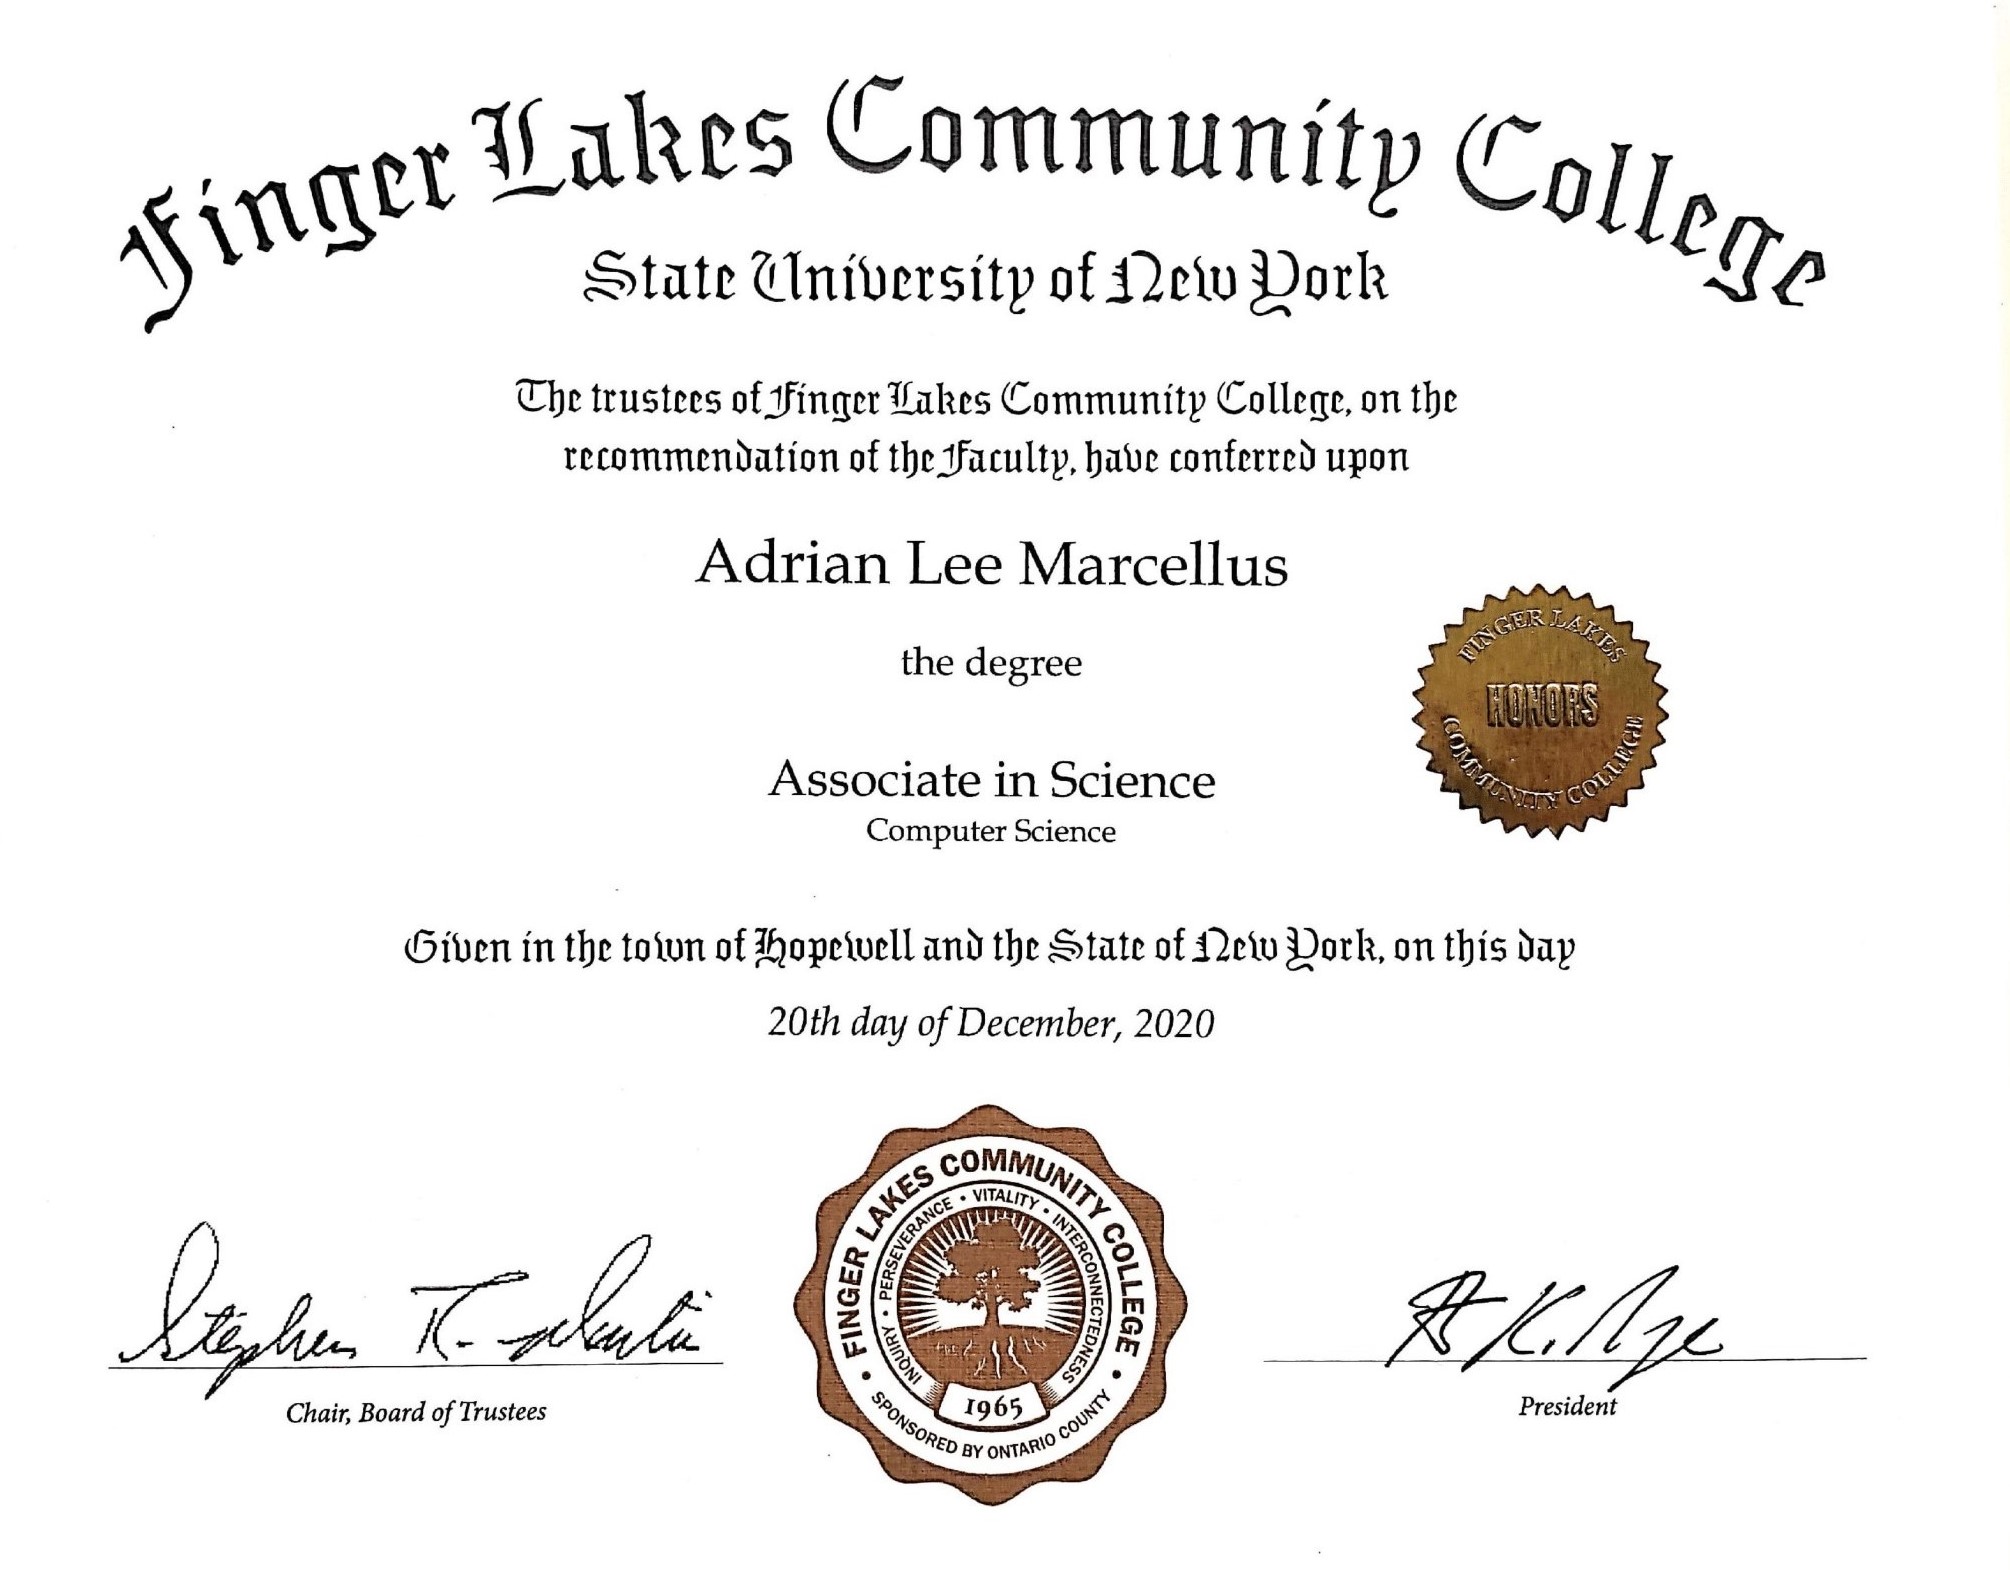 Finger Lakes Community College
State University of New York
The trustees of Finger Lakes Community College, on the
recommendation of the Faculty, have conferred upon
Adrian Lee Marcellus
the degree
FINGER LAKES
HONORS
COMMUNITY COLLEGE
Associate in Science
Computer Science
Given in the town of Hopewell and the State of New York, on this day
20th day of December, 2020
FINGER LAKES COMMUNITY COLLEGE
INQUIRY • PERSEVERANCE • VITALITY • INTERCONNECTEDNESS
1965
• SPONSORED BY ONTARIO COUNTY •
Stephen R.
Chair, Board of Trustees
K.
President